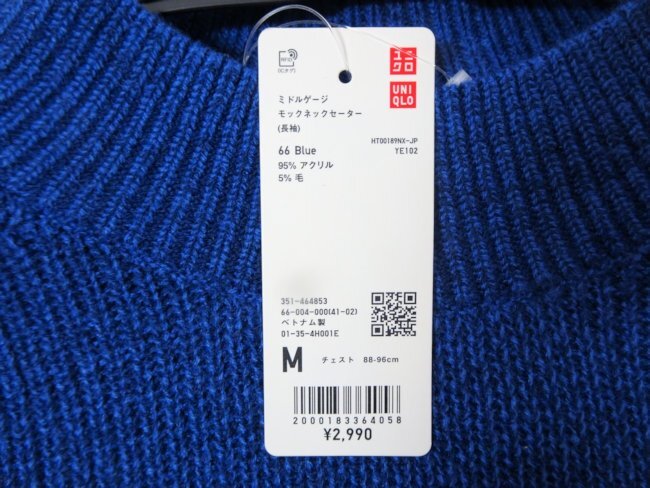 RFID
(ICタグ)
ユニ
クロ
UNI
QLO
ミドルゲージ
モックネックセーター
(長袖)
HT00189NX-JP
66 Blue
YE102
95% アクリル
5% 毛
351-464853
66-004-000(41-02)
ベトナム製
01-35-4H001E
M チェスト 88-96cm
2000183364058
¥2,990